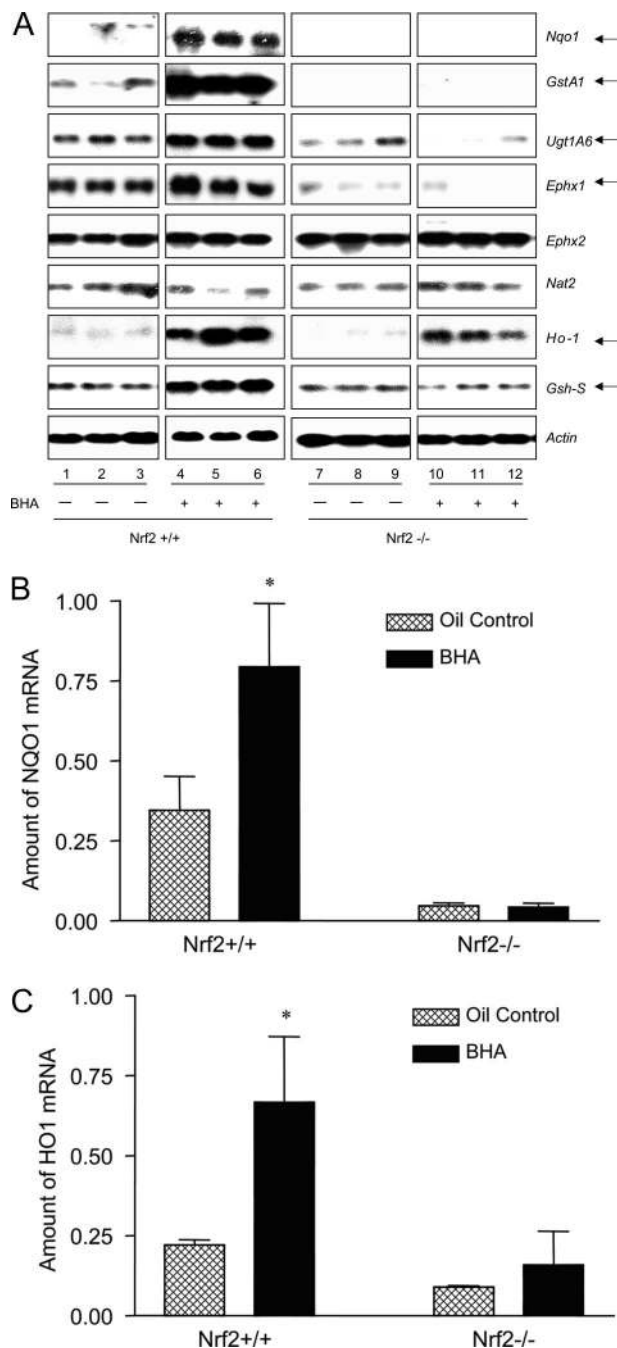 A
Nqo1
GstA1
Ugt1A6
Ephx1
Ephx2
Nat2
Ho-1
Gsh-S
Actin
1 2 3 4 5 6 7 8 9 10 11 12
BHA — — — + + + — — — + + +
Nrf2 +/+ Nrf2 -/-
B
Amount of NQO1 mRNA
1.00
0.75
0.50
0.25
0.00
*
Oil Control
BHA
Nrf2+/+ Nrf2-/-
C
Amount of HO1 mRNA
1.00
0.75
0.50
0.25
0.00
*
Oil Control
BHA
Nrf2+/+ Nrf2-/-